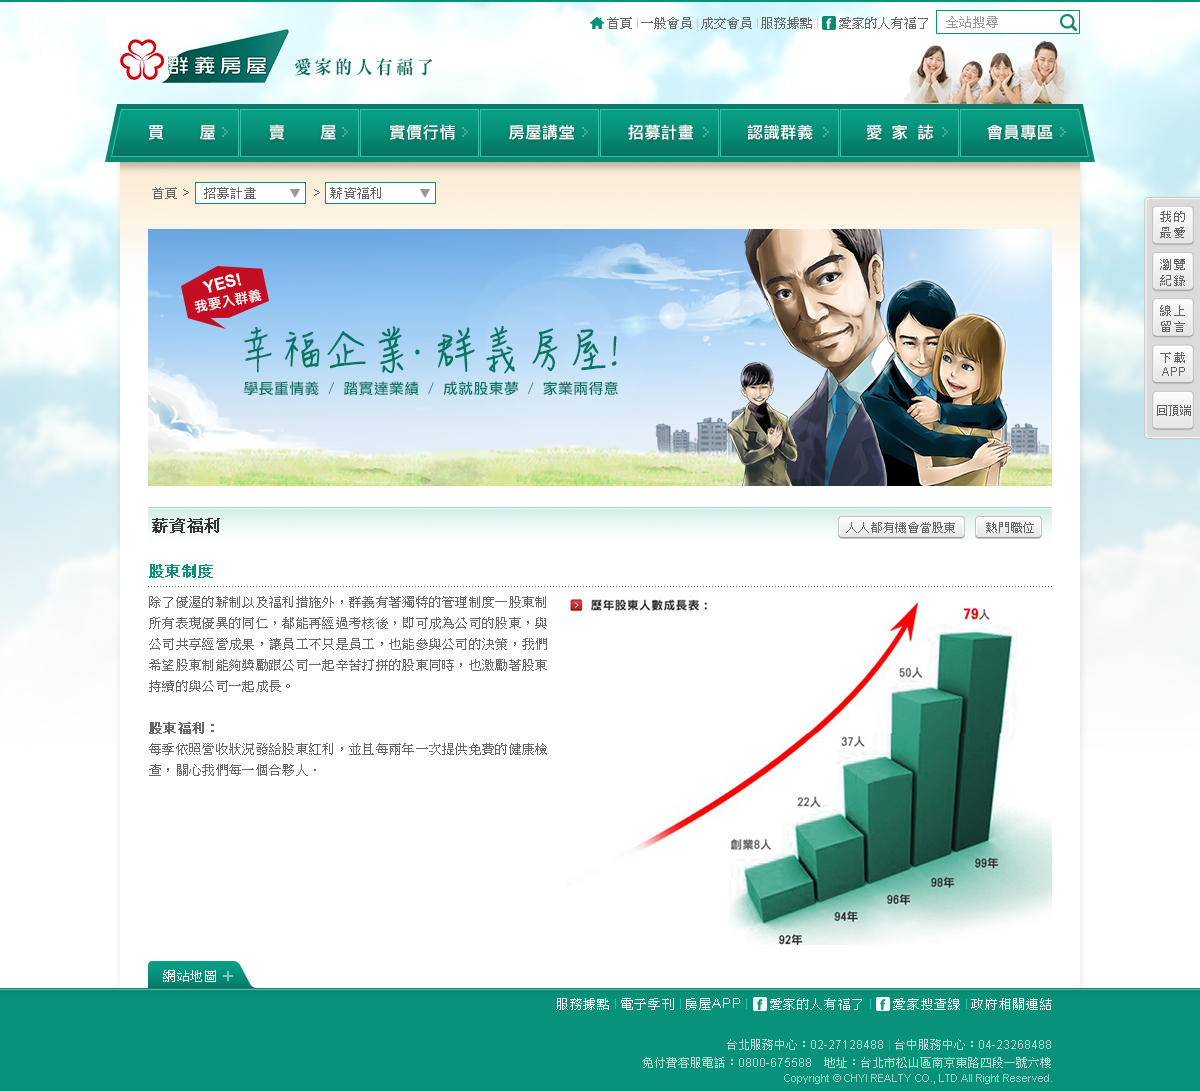 首頁 一般會員 成交會員 服務據點 愛家的人有福了 全站搜尋
群義房屋 愛家的人有福了
買 屋 賣 屋 實價行情 房屋講堂 招募計畫 認識群義 愛 家 誌 會員專區
首頁 > 招募計畫 > 薪資福利
我的
最愛
瀏覽
紀錄
線上
留言
下載
APP
回頂端
YES!
我要入群義
幸福企業·群義房屋!
學長重情義 / 踏實達業績 / 成就股東夢 / 家業兩得意
薪資福利
人人都有機會當股東 熱門職位
股東制度
除了優渥的薪制以及福利措施外，群義有著獨特的管理制度－股東制
所有表現優異的同仁，都能再經過考核後，即可成為公司的股東，與
公司共享經營成果，讓員工不只是員工，也能參與公司的決策，我們
希望股東制能夠獎勵跟公司一起辛苦打拼的股東同時，也激勵著股東
持續的與公司一起成長。
股東福利：
每季依照營收狀況發給股東紅利，並且每兩年一次提供免費的健康檢
查，關心我們每一個合夥人．
歷年股東人數成長表：
79人
50人
37人
22人
創業8人
99年
98年
96年
94年
92年
網站地圖
服務據點 電子季刊 房屋APP 愛家的人有福了 愛家搜查線 政府相關連結
台北服務中心：02-27128488 | 台中服務中心：04-23268488
免付費客服電話：0800-675588 地址：台北市松山區南京東路四段一號六樓
Copyright © CHYI REALTY CO., LTD All Right Reserved.